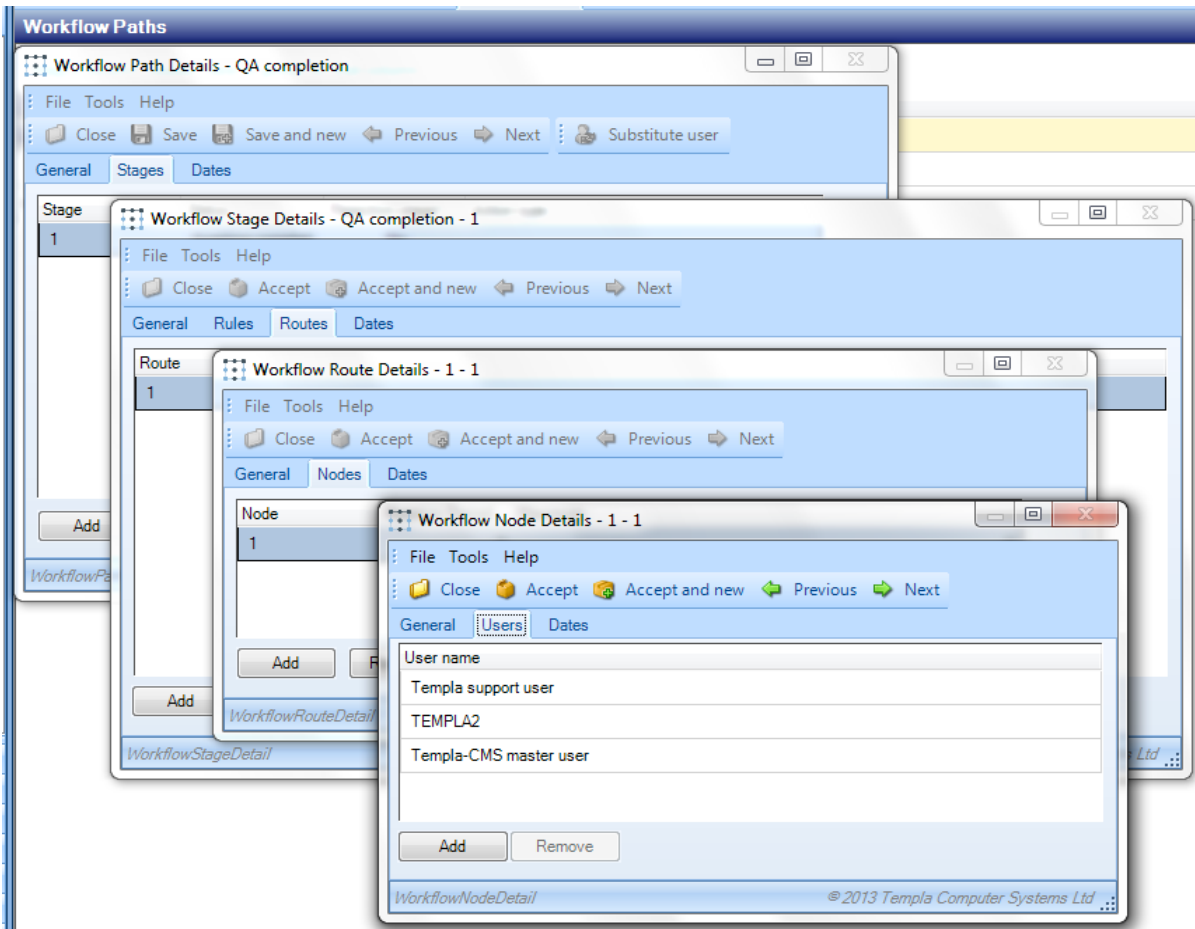 Workflow Paths
Workflow Path Details - QA completion
File Tools Help
Close Save Save and new Previous Next Substitute user
General Stages Dates
Stage
1
Add
WorkflowPa
Workflow Stage Details - QA completion - 1
File Tools Help
Close Accept Accept and new Previous Next
General Rules Routes Dates
Route
1
Add
WorkflowStageDetail
Ltd
Workflow Route Details - 1 - 1
File Tools Help
Close Accept Accept and new Previous Next
General Nodes Dates
Node
1
Add
WorkflowRouteDetail
Workflow Node Details - 1 - 1
File Tools Help
Close Accept Accept and new Previous Next
General Users Dates
User name
Templa support user
TEMPLA2
Templa-CMS master user
Add Remove
WorkflowNodeDetail © 2013 Templa Computer Systems Ltd